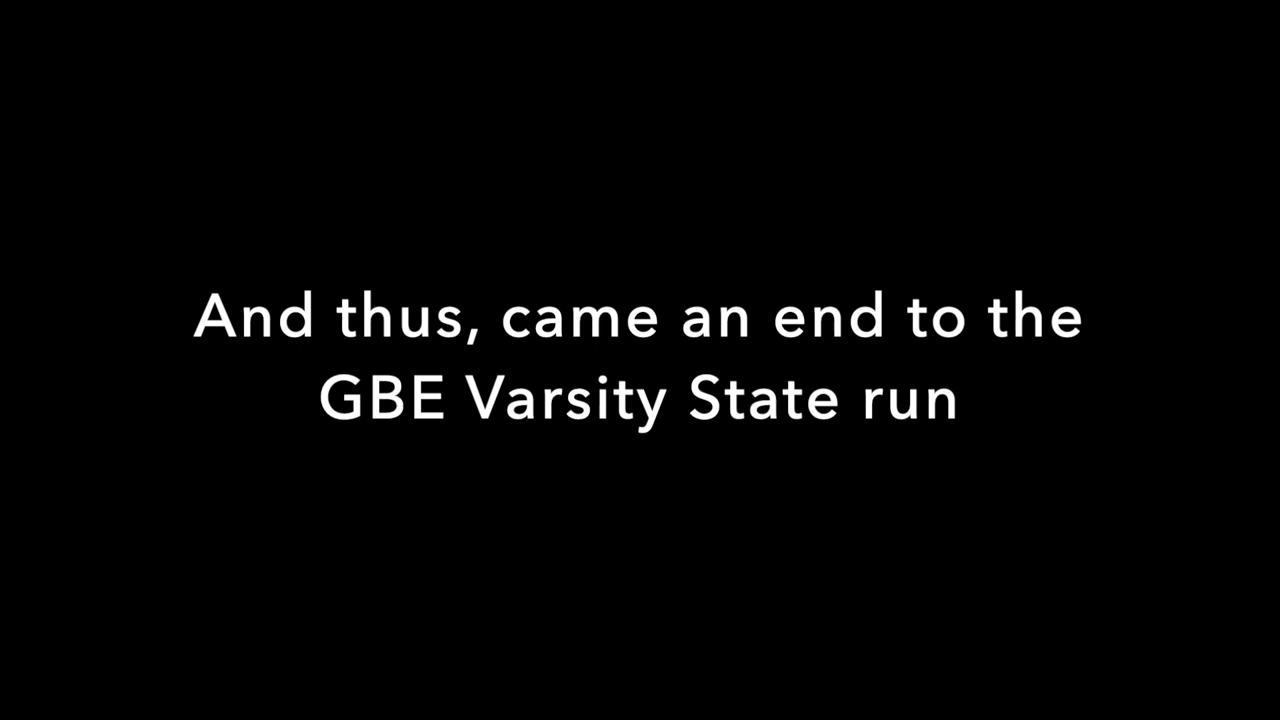 And thus, came an end to the
GBE Varsity State run